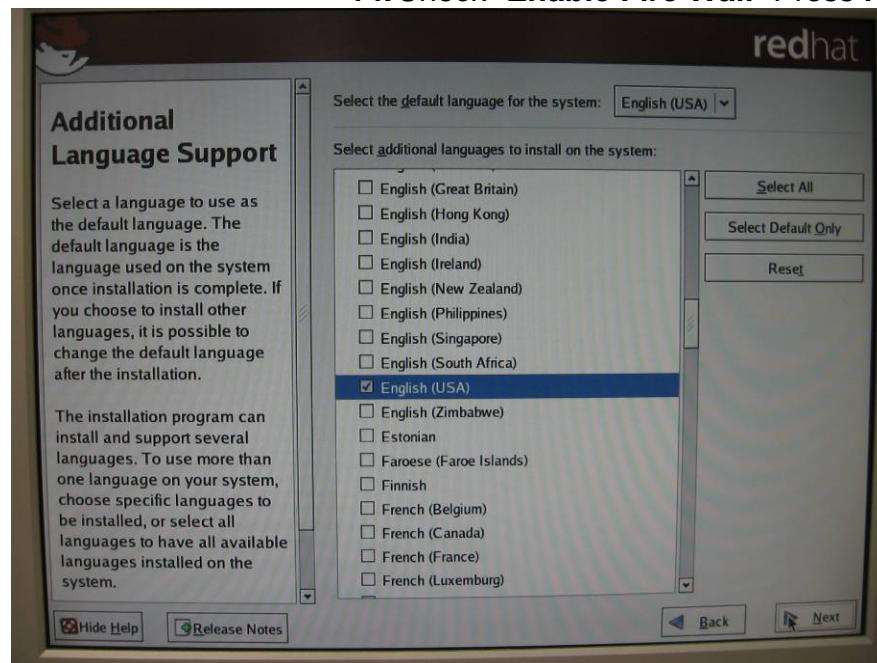 Check "Enable Fire Wall" Press
redhat
Additional
Language Support
Select a language to use as
the default language. The
default language is the
language used on the system
once installation is complete. If
you choose to install other
languages, it is possible to
change the default language
after the installation.
The installation program can
install and support several
languages. To use more than
one language on your system,
choose specific languages to
be installed, or select all
languages to have all available
languages installed on the
system.
Select the default language for the system: English (USA)
Select additional languages to install on the system:
English (Great Britain)
English (Hong Kong)
English (India)
English (Ireland)
English (New Zealand)
English (Philippines)
English (Singapore)
English (South Africa)
English (USA)
English (Zimbabwe)
Estonian
Faroese (Faroe Islands)
Finnish
French (Belgium)
French (Canada)
French (France)
French (Luxemburg)
Select All
Select Default Only
Reset
Hide Help
Release Notes
Back
Next